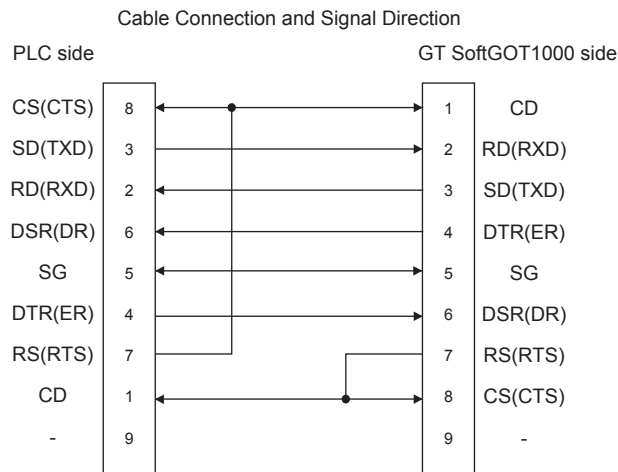 Cable Connection and Signal Direction
PLC side GT SoftGOT1000 side
CS(CTS) 8 1 CD
SD(TXD) 3 2 RD(RXD)
RD(RXD) 2 3 SD(TXD)
DSR(DR) 6 4 DTR(ER)
SG 5 5 SG
DTR(ER) 4 6 DSR(DR)
RS(RTS) 7 7 RS(RTS)
CD 1 8 CS(CTS)
- 9 9 -